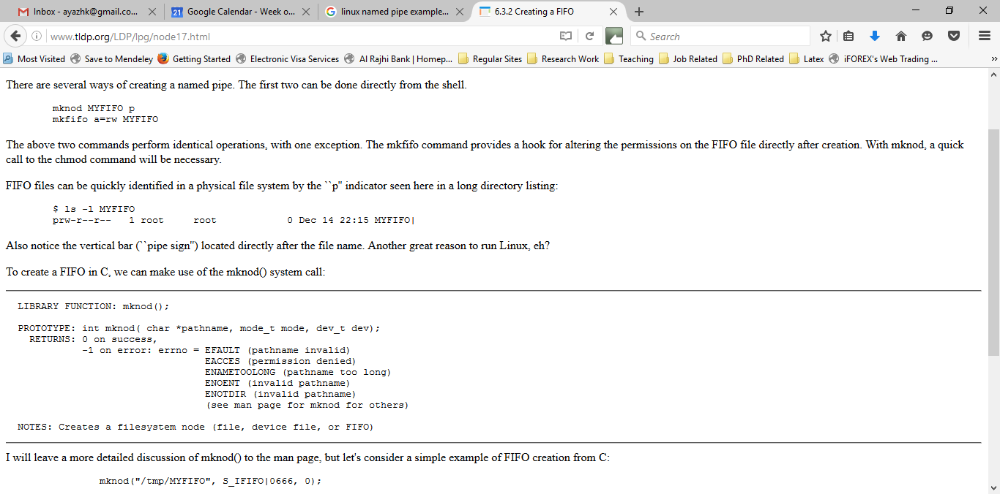 Inbox - ayazhk@gmail.co...
21 Google Calendar - Week o...
G linux named pipe example...
6.3.2 Creating a FIFO
www.tldp.org/LDP/lpg/node17.html
Search
Most Visited Save to Mendeley Getting Started Electronic Visa Services Al Rajhi Bank | Homep... Regular Sites Research Work Teaching Job Related PhD Related Latex iFOREX's Web Trading ... »
There are several ways of creating a named pipe. The first two can be done directly from the shell.
mknod MYFIFO p
mkfifo a=rw MYFIFO
The above two commands perform identical operations, with one exception. The mkfifo command provides a hook for altering the permissions on the FIFO file directly after creation. With mknod, a quick
call to the chmod command will be necessary.
FIFO files can be quickly identified in a physical file system by the ``p'' indicator seen here in a long directory listing:
$ ls -l MYFIFO
prw-r--r-- 1 root root 0 Dec 14 22:15 MYFIFO|
Also notice the vertical bar (``pipe sign'') located directly after the file name. Another great reason to run Linux, eh?
To create a FIFO in C, we can make use of the mknod() system call:
LIBRARY FUNCTION: mknod();
PROTOTYPE: int mknod( char *pathname, mode_t mode, dev_t dev);
RETURNS: 0 on success,
-1 on error: errno = EFAULT (pathname invalid)
EACCES (permission denied)
ENAMETOOLONG (pathname too long)
ENOENT (invalid pathname)
ENOTDIR (invalid pathname)
(see man page for mknod for others)
NOTES: Creates a filesystem node (file, device file, or FIFO)
I will leave a more detailed discussion of mknod() to the man page, but let's consider a simple example of FIFO creation from C:
mknod("/tmp/MYFIFO", S_IFIFO|0666, 0);